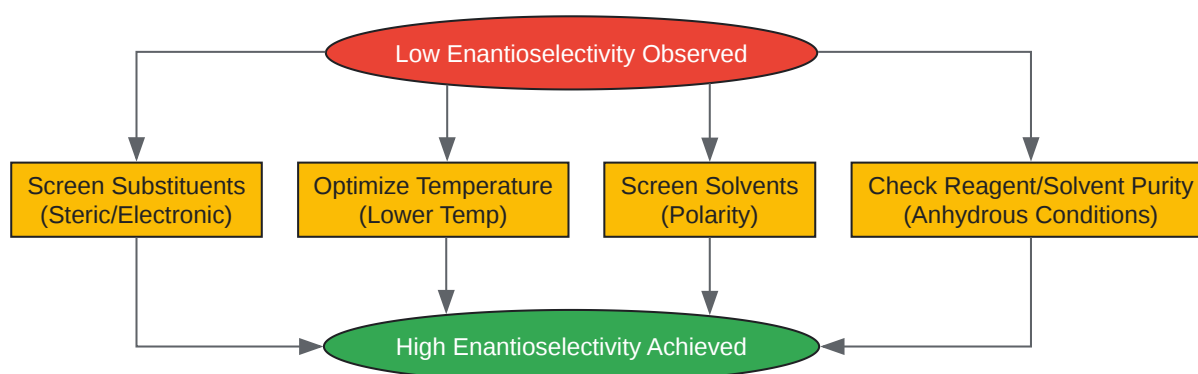 Low Enantioselectivity Observed
Screen Substituents
(Steric/Electronic)
Optimize Temperature
(Lower Temp)
Screen Solvents
(Polarity)
Check Reagent/Solvent Purity
(Anhydrous Conditions)
High Enantioselectivity Achieved